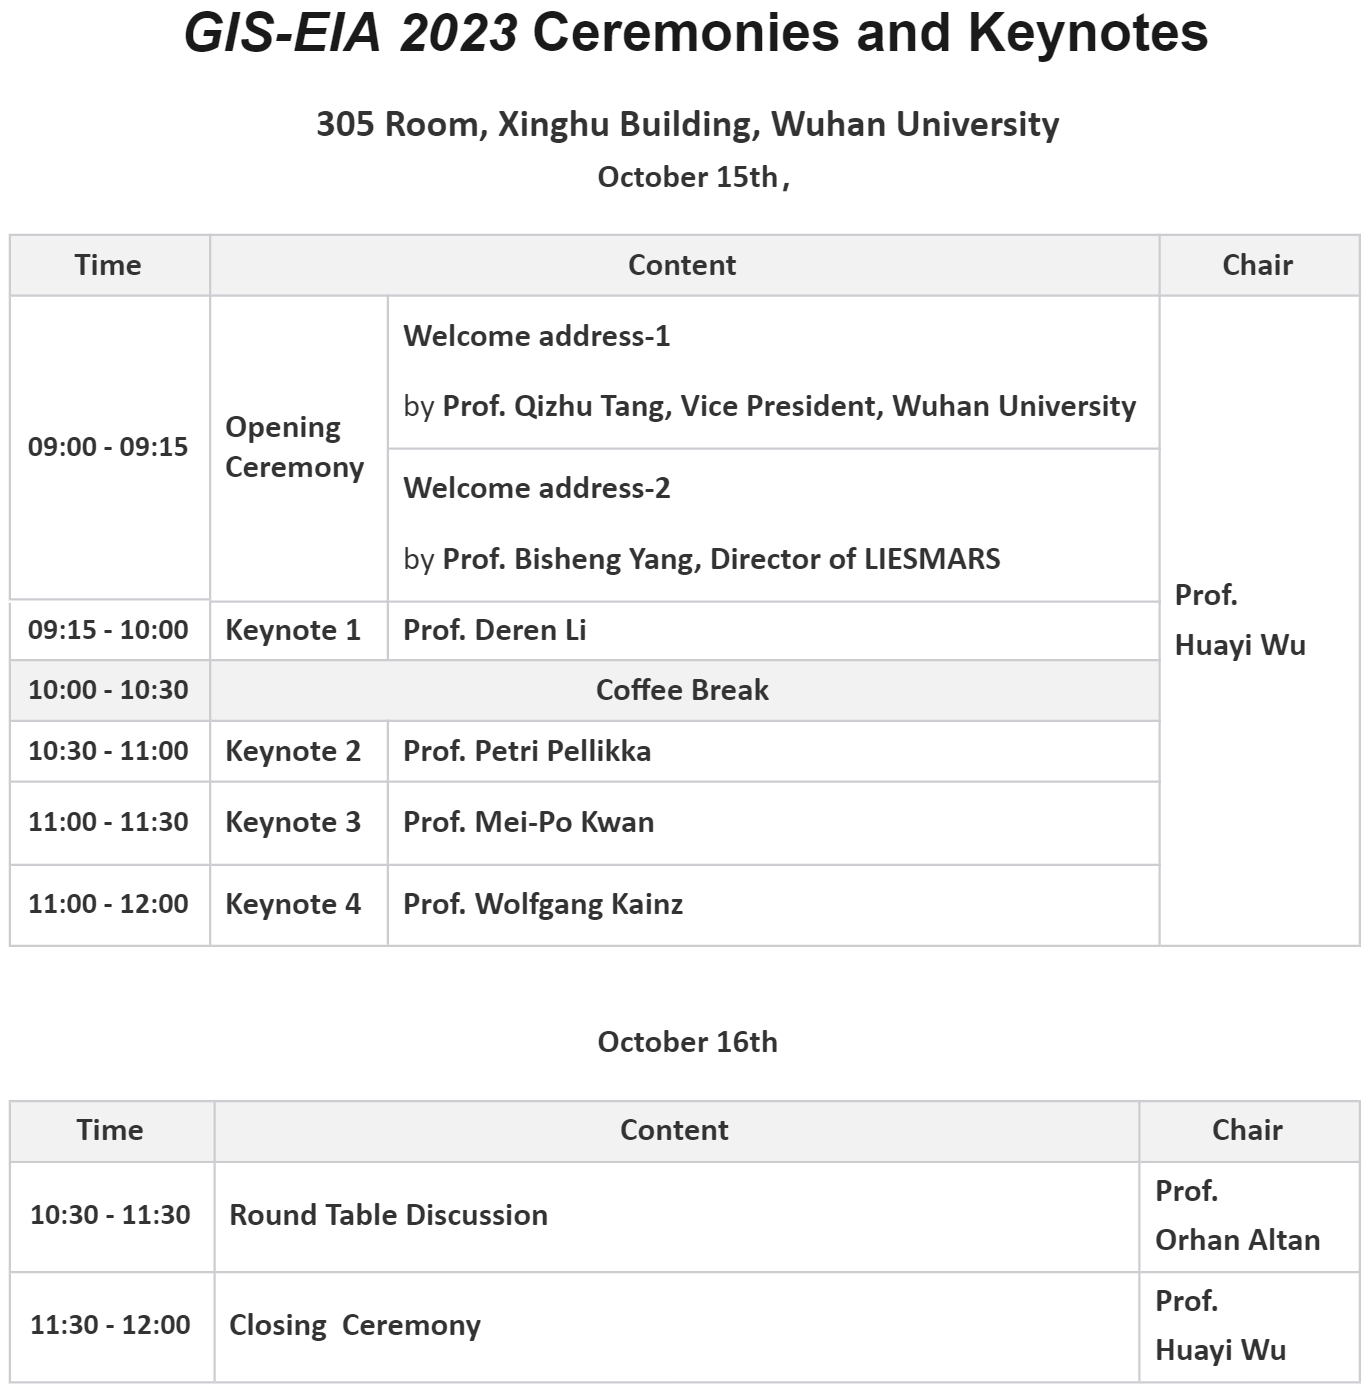 GIS-EIA 2023 Ceremonies and Keynotes
305 Room, Xinghu Building, Wuhan University
October 15th,
Time Content Chair
09:00 - 09:15
Opening
Ceremony
Welcome address-1
by Prof. Qizhu Tang, Vice President, Wuhan University
Welcome address-2
by Prof. Bisheng Yang, Director of LIESMARS
Prof.
Huayi Wu
09:15 - 10:00 Keynote 1 Prof. Deren Li
10:00 - 10:30 Coffee Break
10:30 - 11:00 Keynote 2 Prof. Petri Pellikka
11:00 - 11:30 Keynote 3 Prof. Mei-Po Kwan
11:00 - 12:00 Keynote 4 Prof. Wolfgang Kainz
October 16th
Time Content Chair
10:30 - 11:30 Round Table Discussion
Prof.
Orhan Altan
11:30 - 12:00 Closing Ceremony
Prof.
Huayi Wu